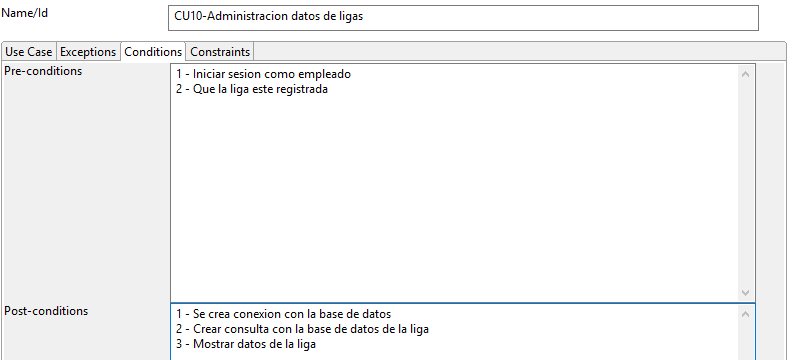 Name/Id
CU10-Administracion datos de ligas
Use Case
Exceptions
Conditions
Constraints
Pre-conditions
1 - Iniciar sesion como empleado
2 - Que la liga este registrada
Post-conditions
1 - Se crea conexion con la base de datos
2 - Crear consulta con la base de datos de la liga
3 - Mostrar datos de la liga